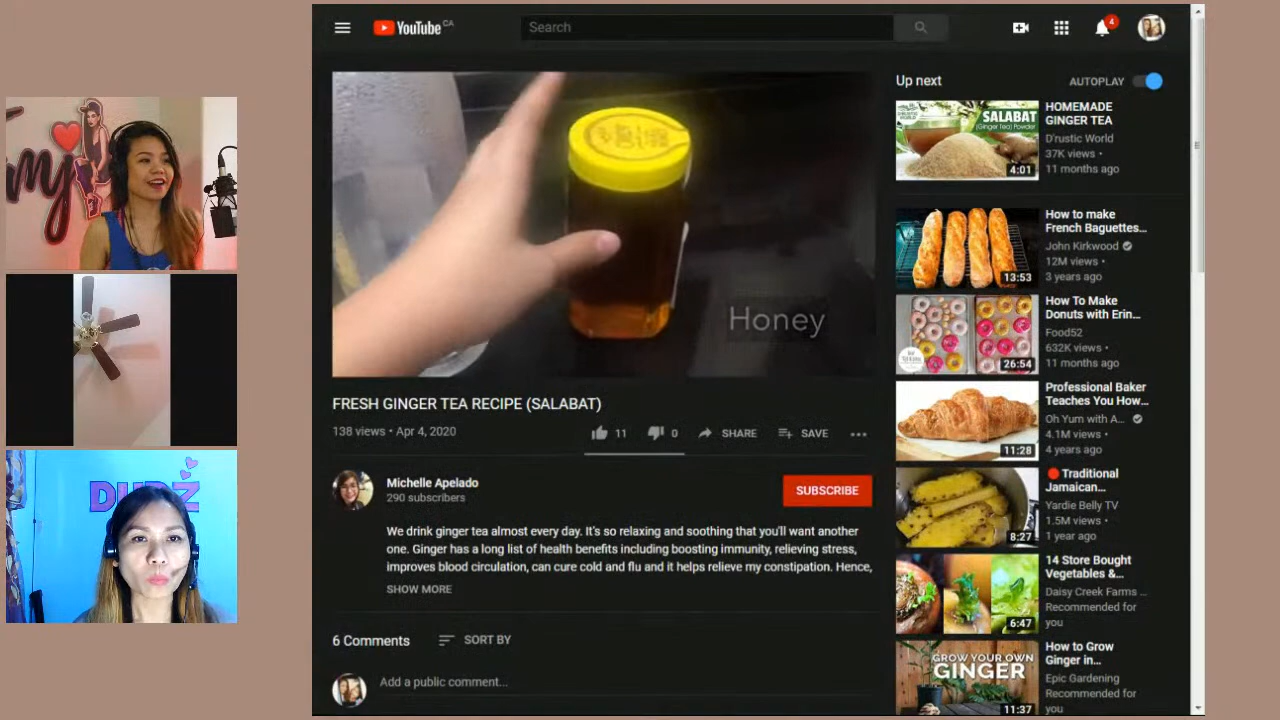 YouTube CA
Search
4
Honey
FRESH GINGER TEA RECIPE (SALABAT)
138 views • Apr 4, 2020
11
0
SHARE
SAVE
Michelle Apelado
290 subscribers
SUBSCRIBE
We drink ginger tea almost every day. It's so relaxing and soothing that you'll want another
one. Ginger has a long list of health benefits including boosting immunity, relieving stress,
improves blood circulation, can cure cold and flu and it helps relieve my constipation. Hence,
SHOW MORE
6 Comments
SORT BY
Add a public comment...
Up next
AUTOPLAY
SALABAT
(Ginger Tea) Powder
4:01
HOMEMADE
GINGER TEA
D'rustic World
37K views •
11 months ago
13:53
How to make
French Baguettes...
John Kirkwood
12M views •
3 years ago
26:54
How To Make
Donuts with Erin...
Food52
632K views •
11 months ago
11:28
Professional Baker
Teaches You How...
Oh Yum with A...
4.1M views •
4 years ago
8:27
Traditional
Jamaican...
Yardie Belly TV
1.5M views •
1 year ago
6:47
14 Store Bought
Vegetables &...
Daisy Creek Farms ...
Recommended for
you
GROW YOUR OWN
GINGER
11:37
How to Grow
Ginger in...
Epic Gardening
Recommended for
you